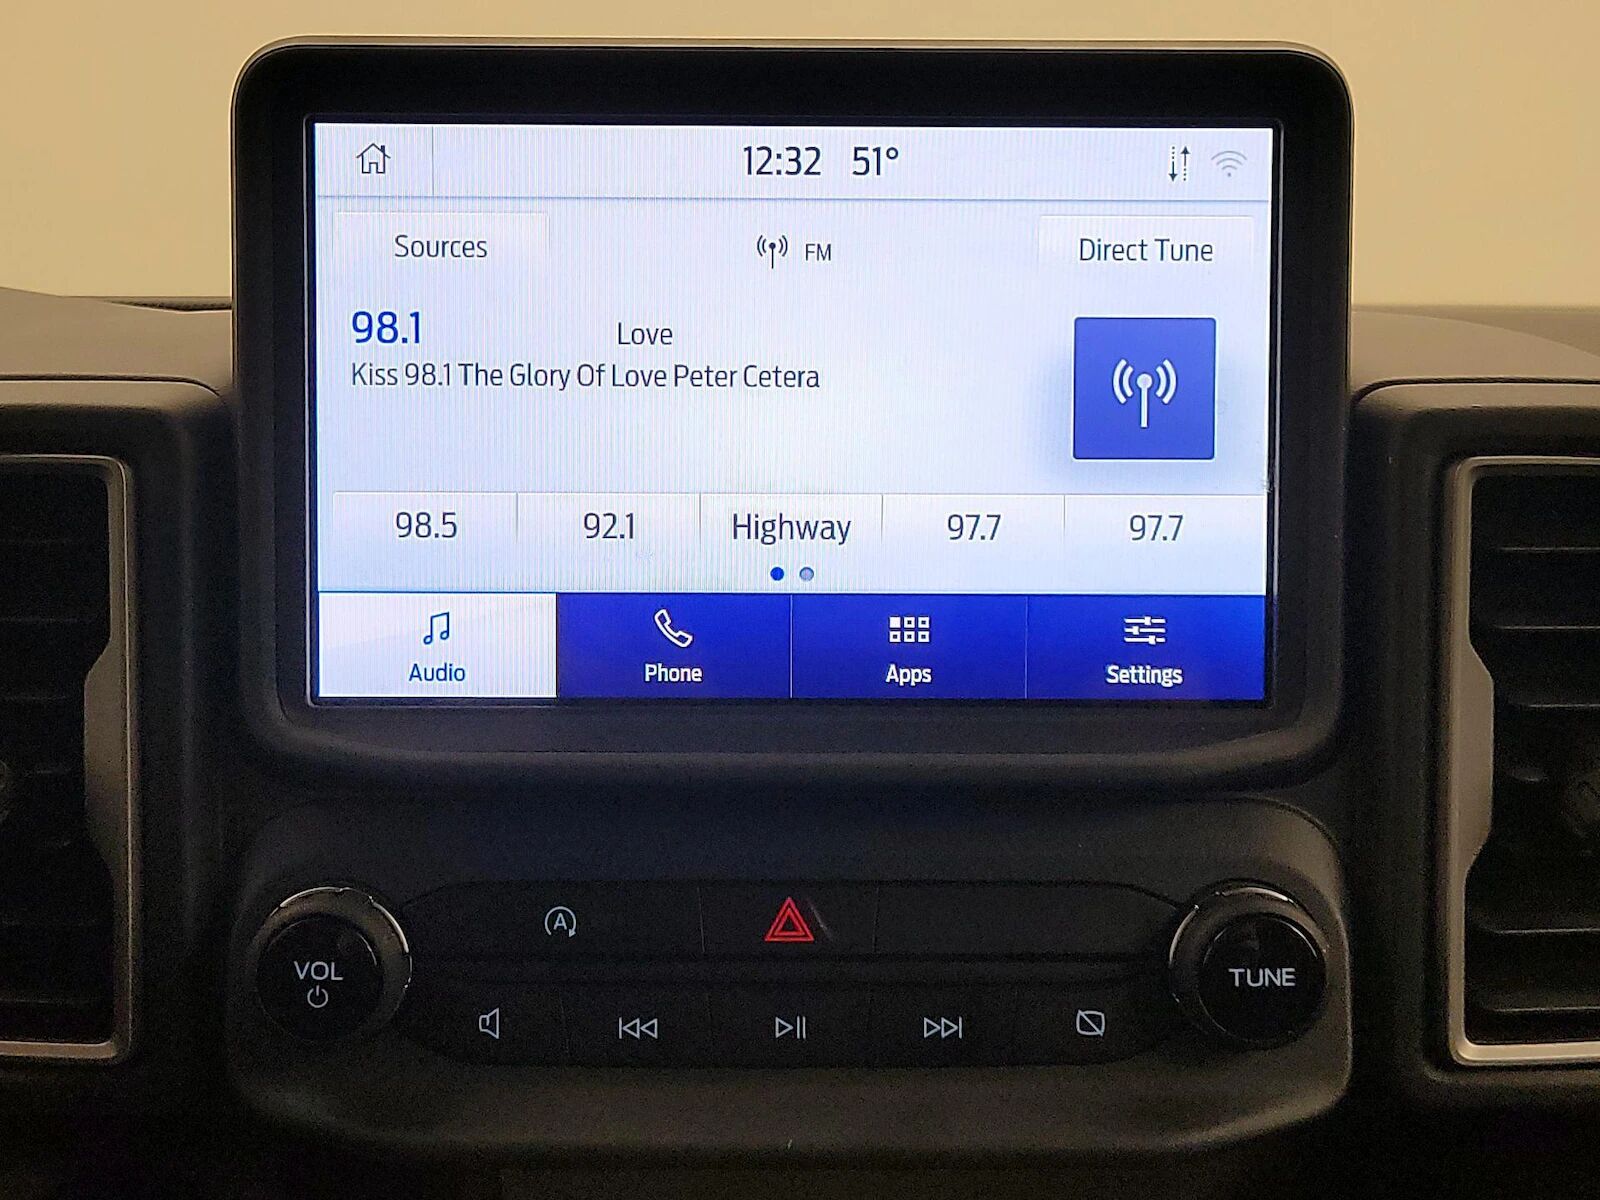 12:32 51°
Sources FM Direct Tune
98.1 Love
Kiss 98.1 The Glory Of Love Peter Cetera
98.5 92.1 Highway 97.7 97.7
Audio Phone Apps Settings
A
VOL TUNE